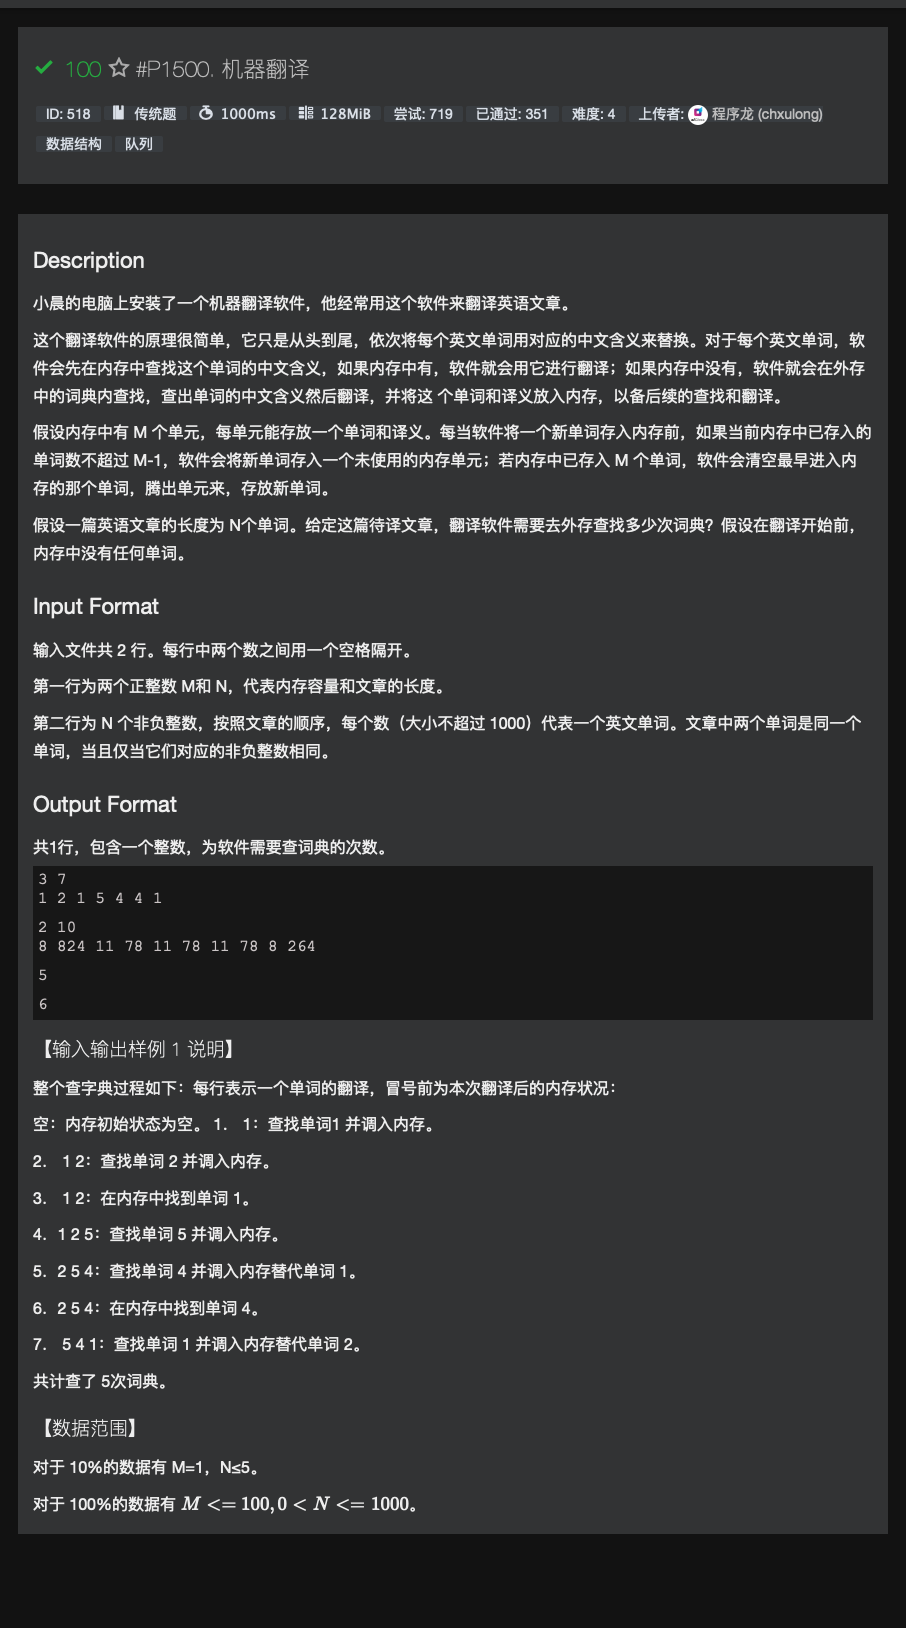 100 #P1500. 机器翻译
ID: 518 传统题 1000ms 128MiB 尝试: 719 已通过: 351 难度: 4 上传者: 程序龙 (chxulong)
数据结构 队列
Description
小晨的电脑上安装了一个机器翻译软件，他经常用这个软件来翻译英语文章。
这个翻译软件的原理很简单，它只是从头到尾，依次将每个英文单词用对应的中文含义来替换。对于每个英文单词，软
件会先在内存中查找这个单词的中文含义，如果内存中有，软件就会用它进行翻译；如果内存中没有，软件就会在外存
中的词典内查找，查出单词的中文含义然后翻译，并将这 个单词和译义放入内存，以备后续的查找和翻译。
假设内存中有 M 个单元，每单元能存放一个单词和译义。每当软件将一个新单词存入内存前，如果当前内存中已存入的
单词数不超过 M-1，软件会将新单词存入一个未使用的内存单元；若内存中已存入 M 个单词，软件会清空最早进入内
存的那个单词，腾出单元来，存放新单词。
假设一篇英语文章的长度为 N个单词。给定这篇待译文章，翻译软件需要去外存查找多少次词典？假设在翻译开始前，
内存中没有任何单词。
Input Format
输入文件共 2 行。每行中两个数之间用一个空格隔开。
第一行为两个正整数 M和 N，代表内存容量和文章的长度。
第二行为 N 个非负整数，按照文章的顺序，每个数（大小不超过 1000）代表一个英文单词。文章中两个单词是同一个
单词，当且仅当它们对应的非负整数相同。
Output Format
共1行，包含一个整数，为软件需要查词典的次数。
3 7
1 2 1 5 4 4 1
2 10
8 824 11 78 11 78 11 78 8 264
5
6
【输入输出样例 1 说明】
整个查字典过程如下：每行表示一个单词的翻译，冒号前为本次翻译后的内存状况：
空：内存初始状态为空。 1. 1：查找单词1 并调入内存。
2. 1 2：查找单词 2 并调入内存。
3. 1 2：在内存中找到单词 1。
4. 1 2 5：查找单词 5 并调入内存。
5. 2 5 4：查找单词 4 并调入内存替代单词 1。
6. 2 5 4：在内存中找到单词 4。
7. 5 4 1：查找单词 1 并调入内存替代单词 2。
共计查了 5次词典。
【数据范围】
对于 10%的数据有 M=1，N≤5。
对于 100%的数据有 M <= 100, 0 < N <= 1000。